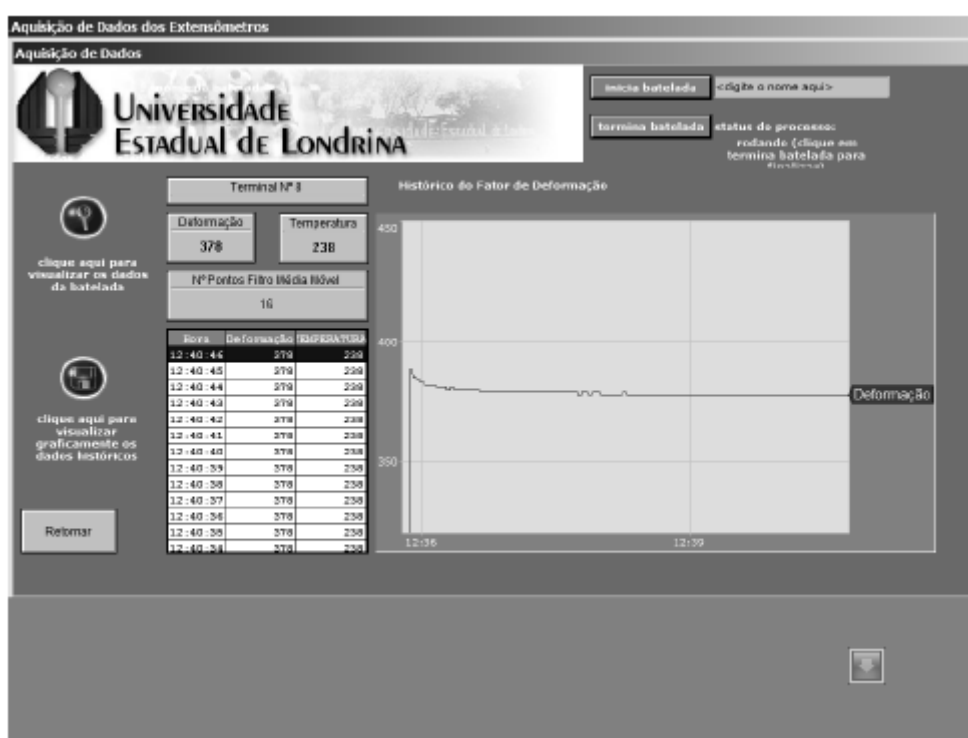 Aquisição de Dados dos Extensômetros
Aquisição de Dados
UNIVERSIDADE
ESTADUAL DE LONDRINA
inicia batelada
<digite o nome aqui>
termina batelada
status do processo:
rodando (clique em
termina batelada para
finalizar)
Terminal Nº 8
Histórico do Fator de Deformação
Deformação
Temperatura
378
238
clique aqui para
visualizar os dados
da batelada
Nº Pontos Filtro Média Móvel
16
Hora Deformação TEMPERATURA
12:40:46 378 238
12:40:45 378 238
12:40:44 378 238
12:40:43 378 238
12:40:42 378 238
12:40:41 378 238
12:40:40 378 238
12:40:39 378 238
12:40:38 378 238
12:40:37 378 238
12:40:36 378 238
12:40:35 378 238
12:40:34 378 238
clique aqui para
visualizar
graficamente os
dados históricos
Retornar
450
400
350
12:36
12:39
Deformação